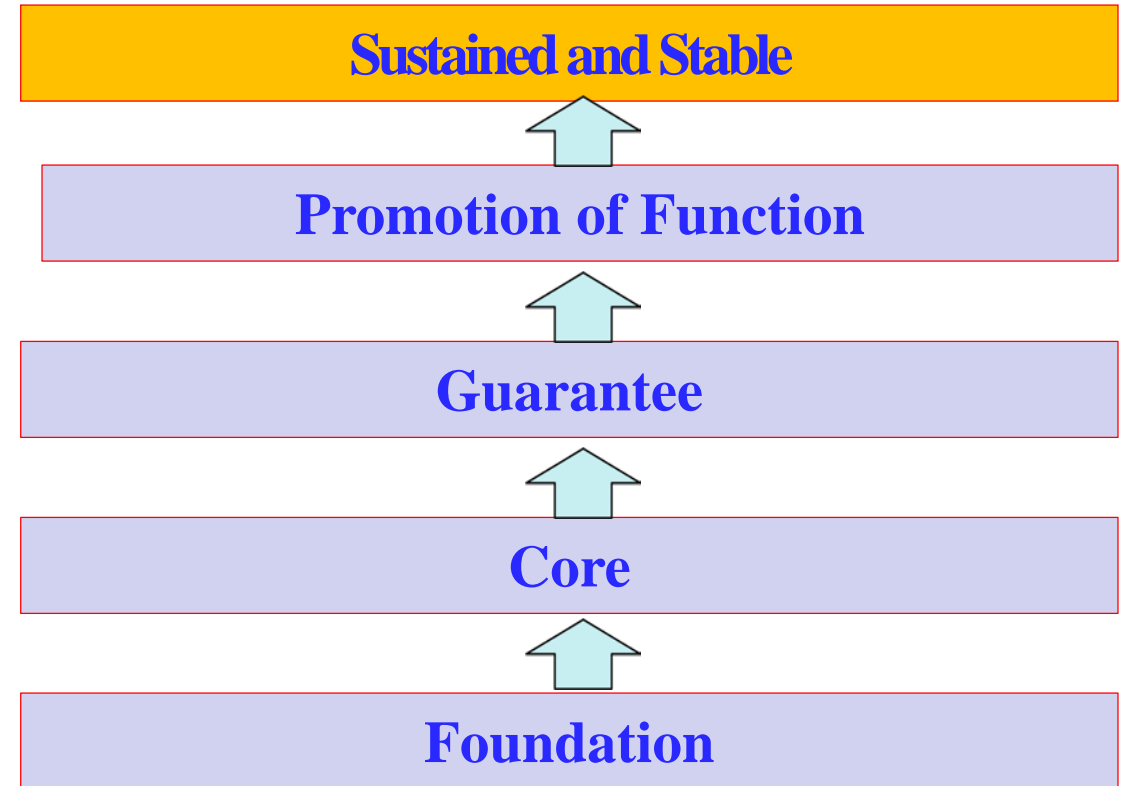 Sustained and Stable
Promotion of Function
Guarantee
Core
Foundation